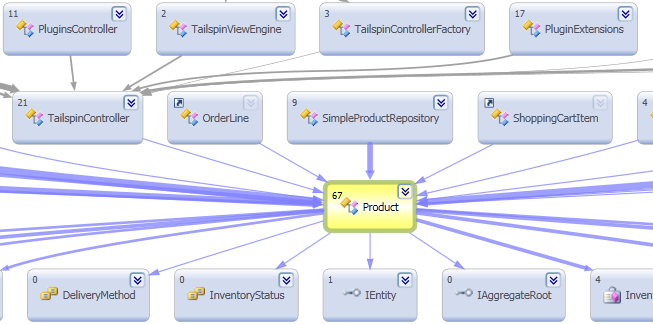 11
PluginsController
2
TailspinViewEngine
3
TailspinControllerFactory
17
PluginExtensions
21
TailspinController
OrderLine
9
SimpleProductRepository
ShoppingCartItem
4
67
Product
0
DeliveryMethod
0
InventoryStatus
1
IEntity
0
IAggregateRoot
4
Invent